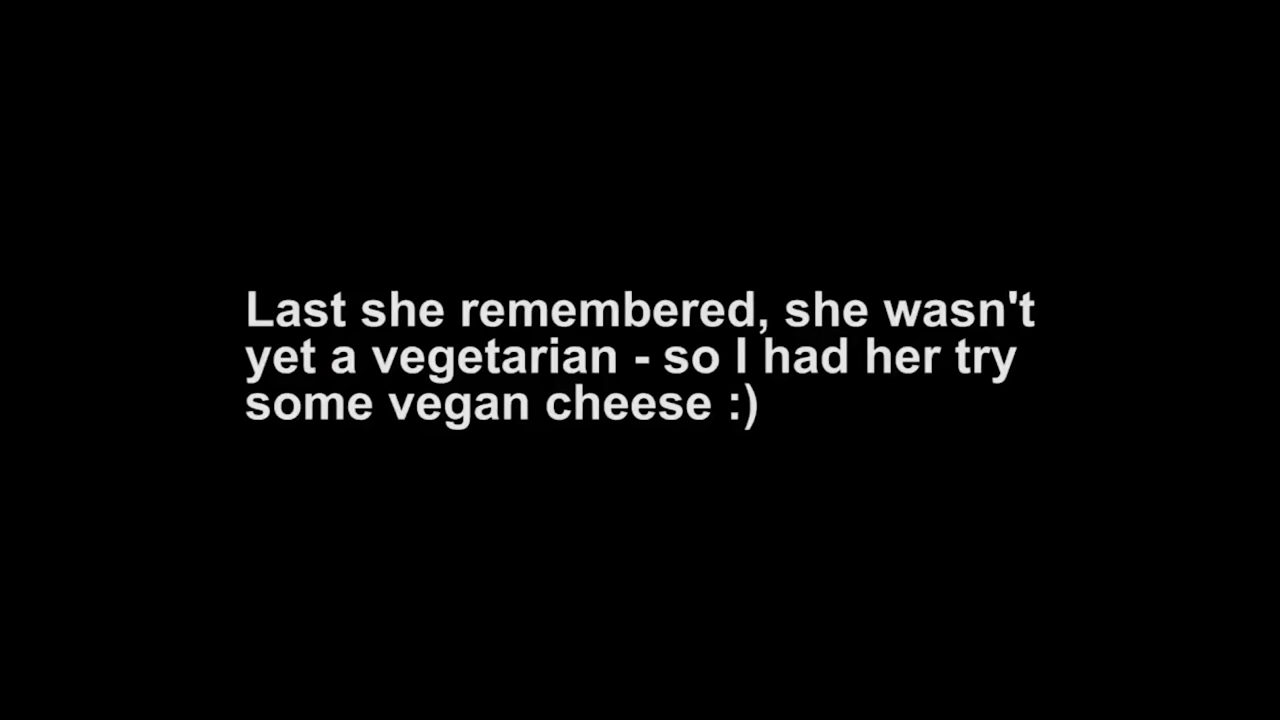 Last she remembered, she wasn't
yet a vegetarian - so I had her try
some vegan cheese :)